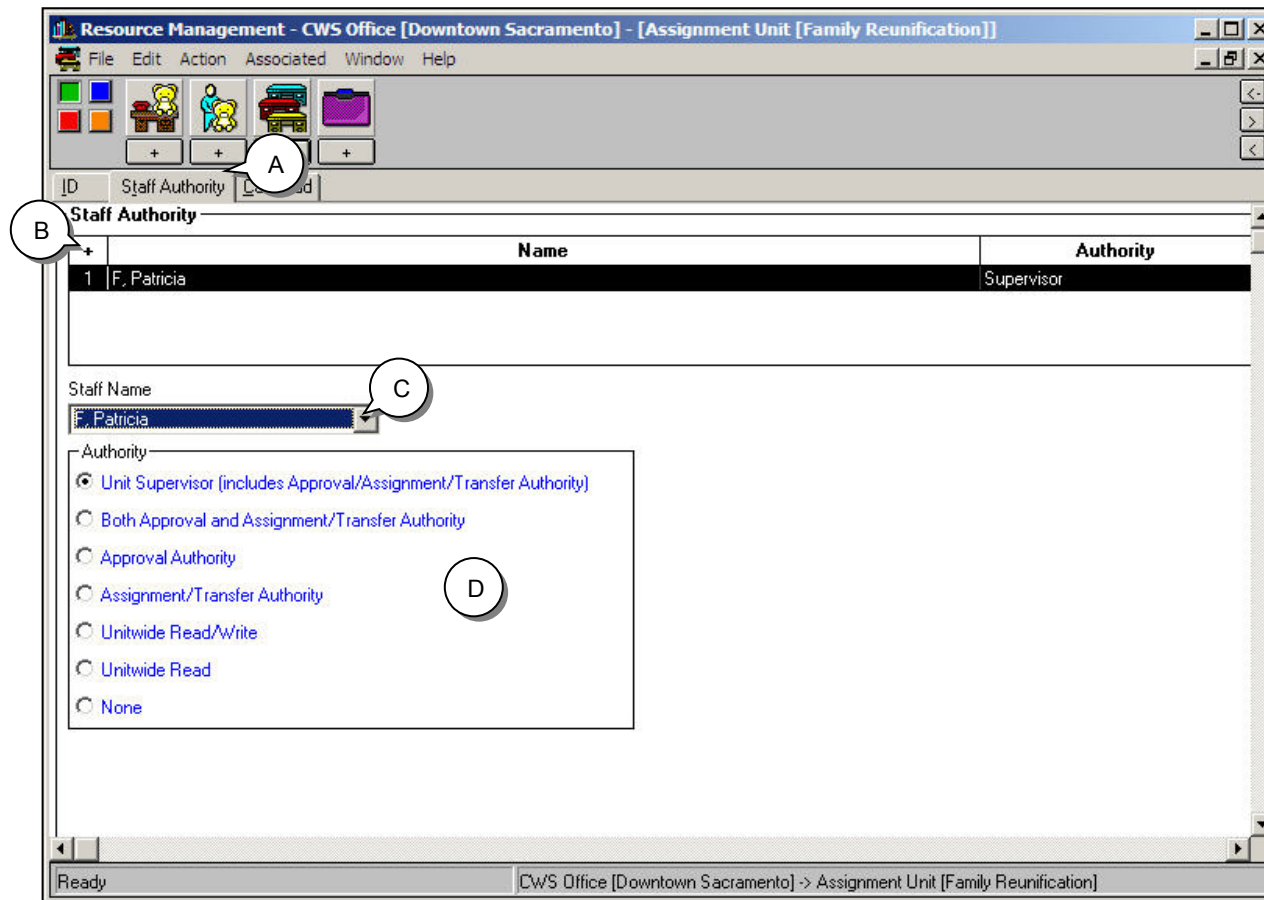 Resource Management - CWS Office [Downtown Sacramento] - [Assignment Unit [Family Reunification]]
File Edit Action Associated Window Help
<-
>
<
+ + +
A
ID Staff Authority
B
Staff Authority
+ Name Authority
1 F, Patricia Supervisor
Staff Name
C
F, Patricia
Authority
Unit Supervisor (includes Approval/Assignment/Transfer Authority)
Both Approval and Assignment/Transfer Authority
Approval Authority
D
Assignment/Transfer Authority
Unitwide Read/Write
Unitwide Read
None
Ready CWS Office [Downtown Sacramento] -> Assignment Unit [Family Reunification]